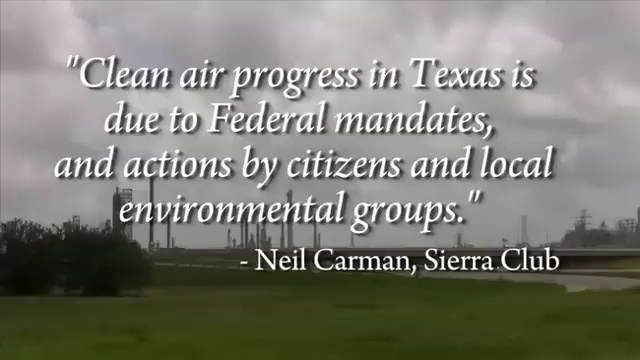 "Clean air progress in Texas is
due to Federal mandates,
and actions by citizens and local
environmental groups."
- Neil Carman, Sierra Club